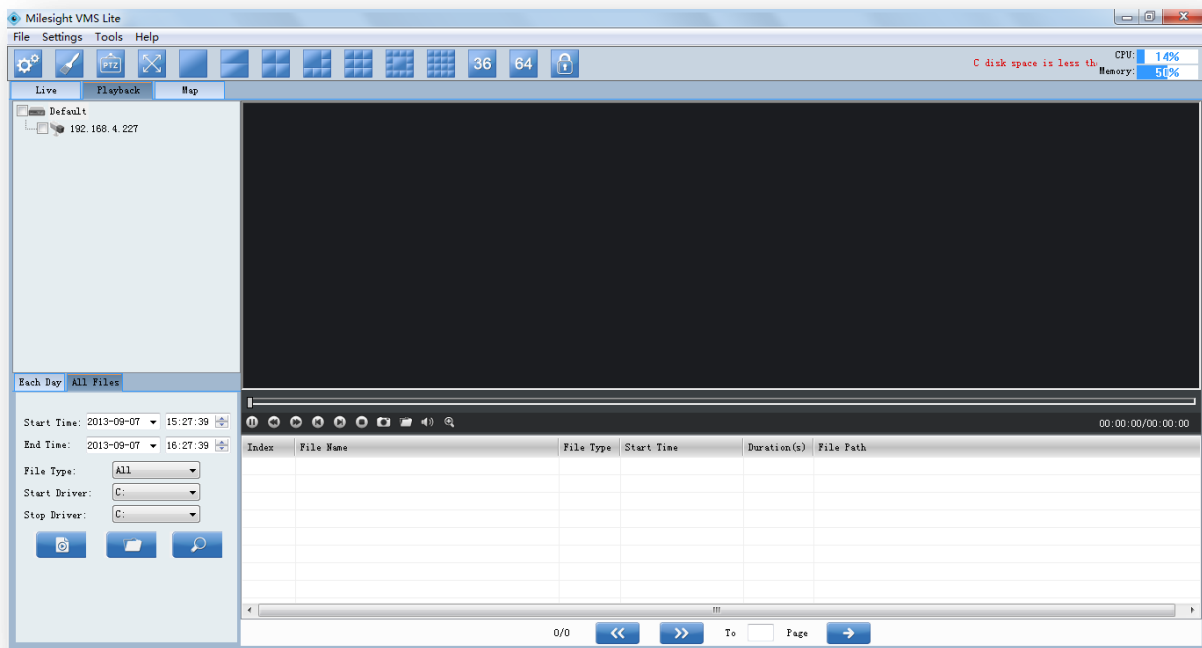 Milesight VMS Lite
File Settings Tools Help
PTZ 36 64
C disk space is less
CPU: 14%
Memory: 50%
Live Playback Map
Default
192.168.4.227
Each Day All Files
Start Time: 2013-09-07 15:27:39
End Time: 2013-09-07 16:27:39
File Type: All
Start Driver: C:
Stop Driver: C:
00:00:00/00:00:00
Index File Name File Type Start Time Duration(s) File Path
0/0 To Page